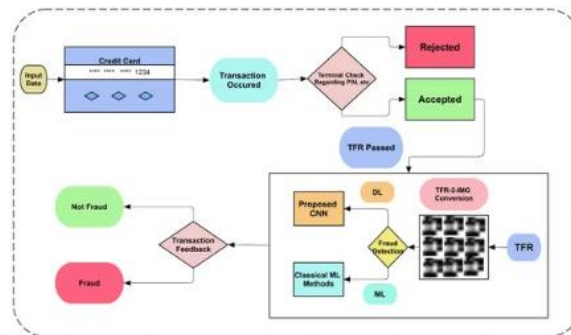 Input
Data
Credit Card
**** **** **** 1234
Transaction
Occured
Terminal Check
Regarding PIN, etc.
Rejected
Accepted
TFR Passed
Not Fraud
Fraud
Transaction
Feedback
DL
Proposed
CNN
Fraud
Detection
Classical ML
Methods
ML
TFR-2-IMG
Conversion
TFR